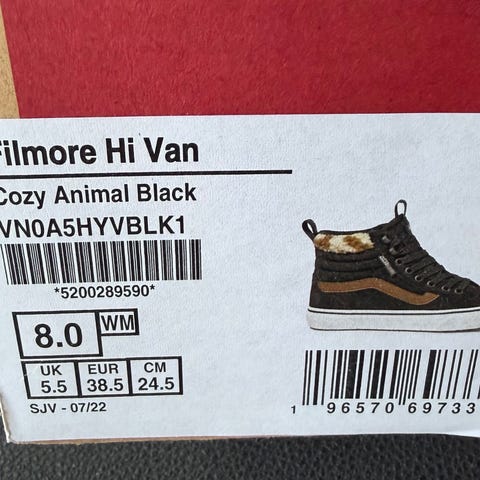 Filmore Hi Van
Cozy Animal Black
VN0A5HYVBLK1
*5200289590*
8.0 WM
UK EUR CM
5.5 38.5 24.5
SJV - 07/22
1 96570 69733